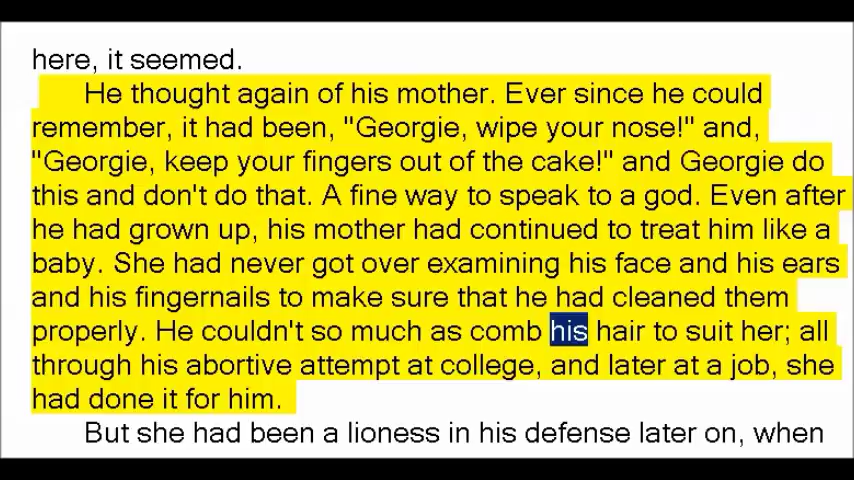 here, it seemed.
He thought again of his mother. Ever since he could
remember, it had been, "Georgie, wipe your nose!" and,
"Georgie, keep your fingers out of the cake!" and Georgie do
this and don't do that. A fine way to speak to a god. Even after
he had grown up, his mother had continued to treat him like a
baby. She had never got over examining his face and his ears
and his fingernails to make sure that he had cleaned them
properly. He couldn't so much as comb his hair to suit her; all
through his abortive attempt at college, and later at a job, she
had done it for him.
But she had been a lioness in his defense later on, when